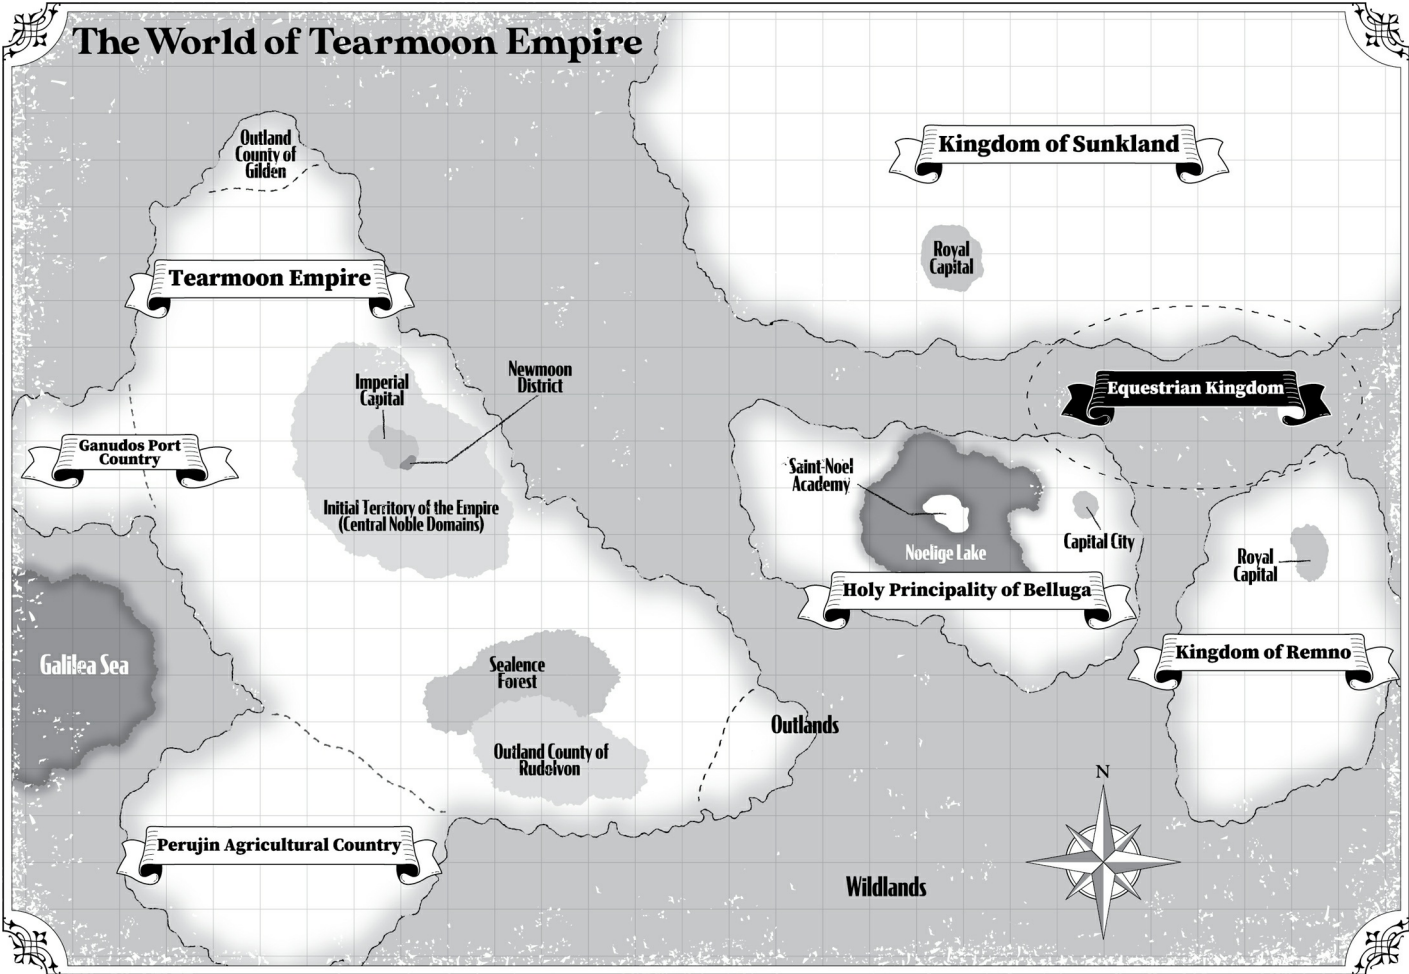 The World of Tearmoon Empire
Outland
County of
Gilden
Kingdom of Sunkland
Royal
Capital
Tearmoon Empire
Newmoon
District
Imperial
Capital
Equestrian Kingdom
Ganudos Port
Country
Saint-Noel
Academy
Initial Territory of the Empire
(Central Noble Domains)
Noelige Lake
Capital City
Royal
Capital
Holy Principality of Belluga
Galilea Sea
Sealence
Forest
Kingdom of Remno
Outlands
Outland County of
Rudolvon
N
Perujin Agricultural Country
Wildlands